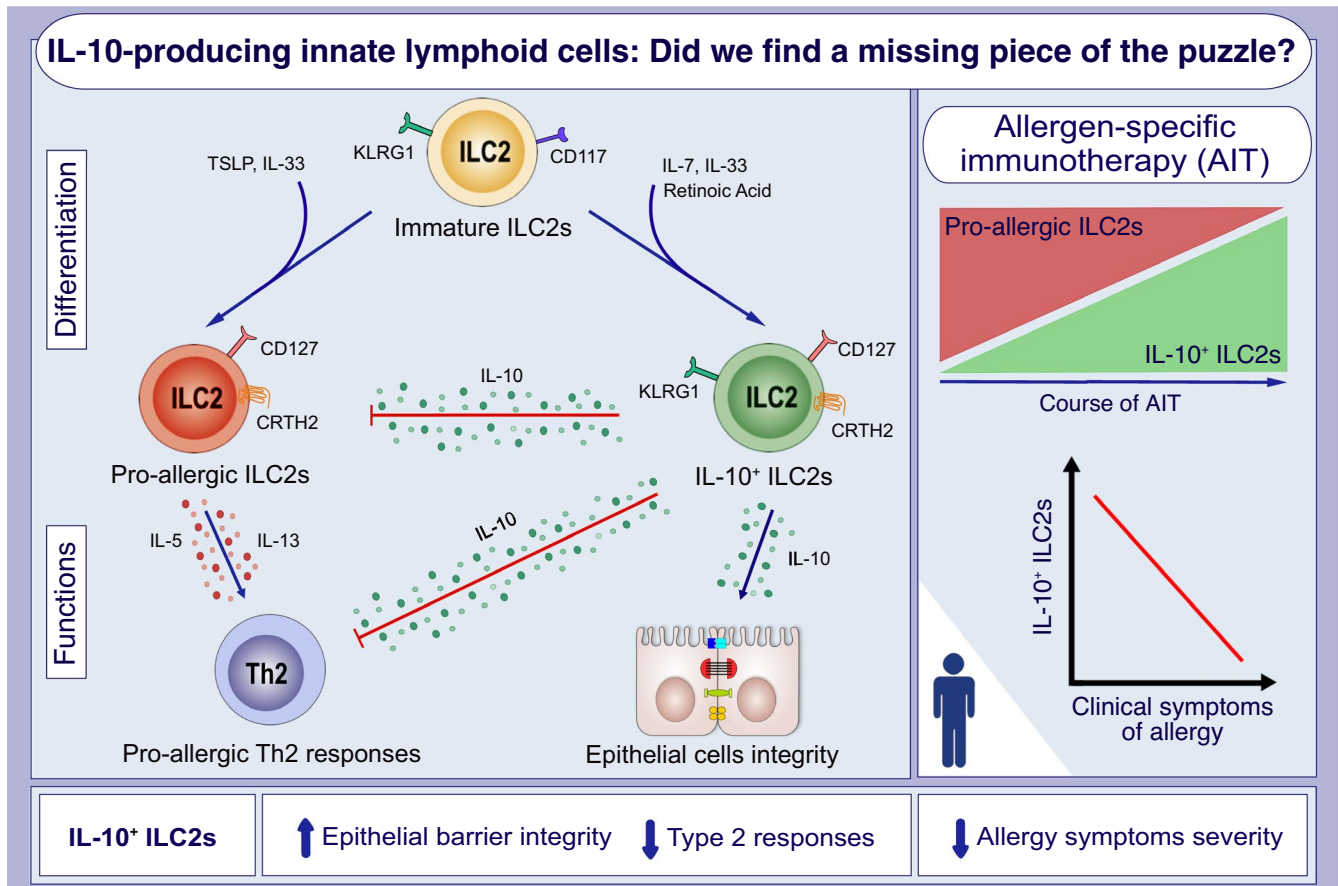 IL-10-producing innate lymphoid cells: Did we find a missing piece of the puzzle?
Differentiation
TSLP, IL-33
KLRG1
ILC2
CD117
Immature ILC2s
IL-7, IL-33
Retinoic Acid
ILC2
CD127
CRTH2
Pro-allergic ILC2s
IL-10
KLRG1
ILC2
CD127
CRTH2
IL-10⁺ ILC2s
Functions
IL-5
IL-13
IL-10
IL-10
Th2
Pro-allergic Th2 responses
Epithelial cells integrity
Allergen-specific
immunotherapy (AIT)
Pro-allergic ILC2s
IL-10⁺ ILC2s
Course of AIT
IL-10⁺ ILC2s
Clinical symptoms
of allergy
IL-10⁺ ILC2s
Epithelial barrier integrity
Type 2 responses
Allergy symptoms severity